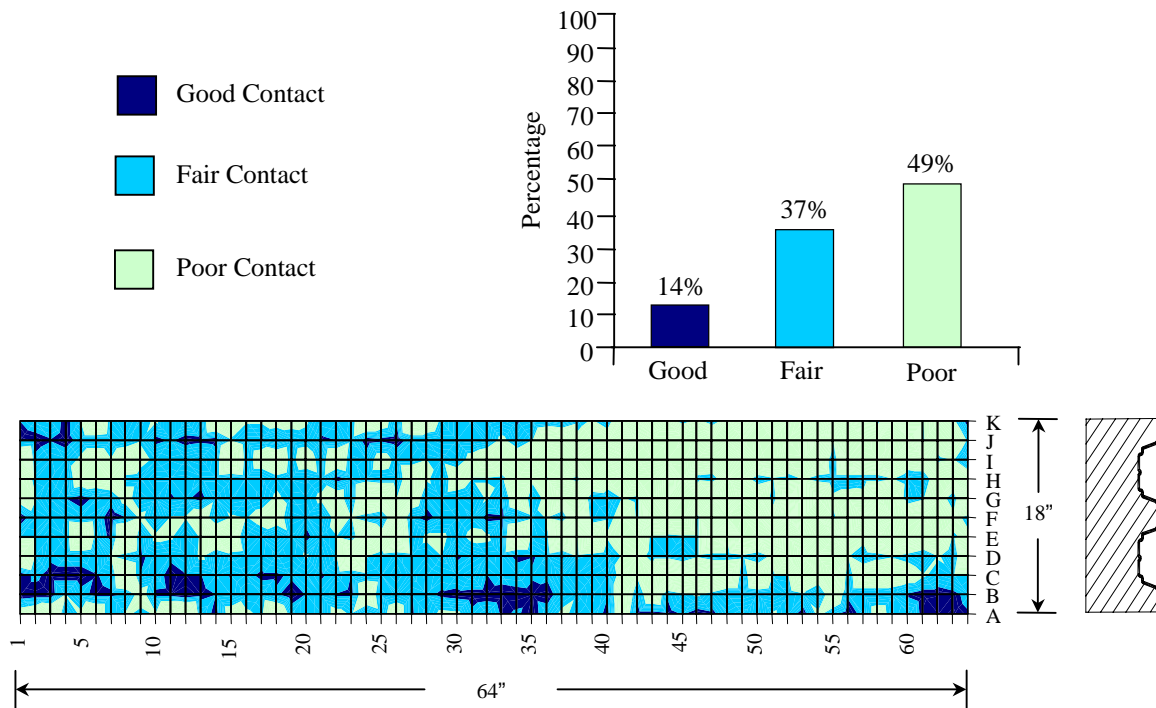 Good Contact
Fair Contact
Poor Contact
Percentage
100
90
80
70
60
50
40
30
20
10
0
14%
37%
49%
Good
Fair
Poor
K
J
I
H
G
F
E
D
C
B
A
18"
1
5
10
15
20
25
30
35
40
45
50
55
60
64"